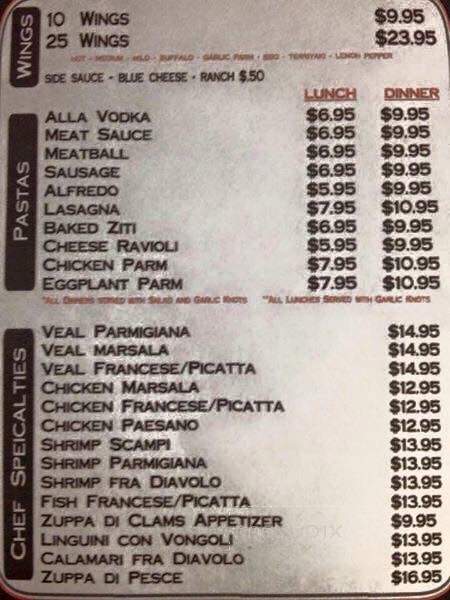 WINGS
10 WINGS $9.95
25 WINGS $23.95
HOT - MEDIUM - MILD - BUFFALO - GARLIC PARM - BBQ - TERIYAKI - LEMON PEPPER
SIDE SAUCE - BLUE CHEESE - RANCH $.50
LUNCH DINNER
PASTAS
ALLA VODKA $6.95 $9.95
MEAT SAUCE $6.95 $9.95
MEATBALL $6.95 $9.95
SAUSAGE $6.95 $9.95
ALFREDO $5.95 $9.95
LASAGNA $7.95 $10.95
BAKED ZITI $6.95 $9.95
CHEESE RAVIOLI $5.95 $9.95
CHICKEN PARM $7.95 $10.95
EGGPLANT PARM $7.95 $10.95
*ALL DINNERS SERVED WITH SALAD AND GARLIC KNOTS **ALL LUNCHES SERVED WITH GARLIC KNOTS
CHEF SPEICALTIES
VEAL PARMIGIANA $14.95
VEAL MARSALA $14.95
VEAL FRANCESE/PICATTA $14.95
CHICKEN MARSALA $12.95
CHICKEN FRANCESE/PICATTA $12.95
CHICKEN PAESANO $12.95
SHRIMP SCAMPI $13.95
SHRIMP PARMIGIANA $13.95
SHRIMP FRA DIAVOLO $13.95
FISH FRANCESE/PICATTA $13.95
ZUPPA DI CLAMS APPETIZER $9.95
LINGUINI CON VONGOLI $13.95
CALAMARI FRA DIAVOLO $13.95
ZUPPA DI PESCE $16.95